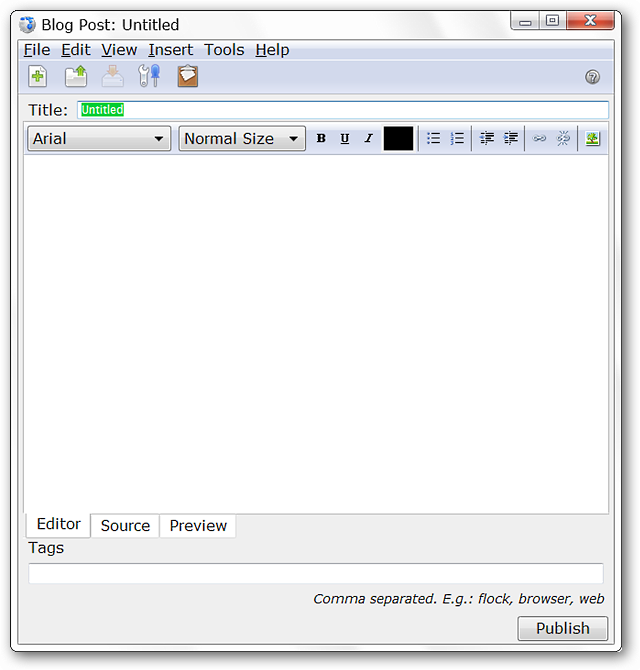 Blog Post: Untitled
File Edit View Insert Tools Help
Title: Untitled
Arial Normal Size B U I
Editor Source Preview
Tags
Comma separated. E.g.: flock, browser, web
Publish